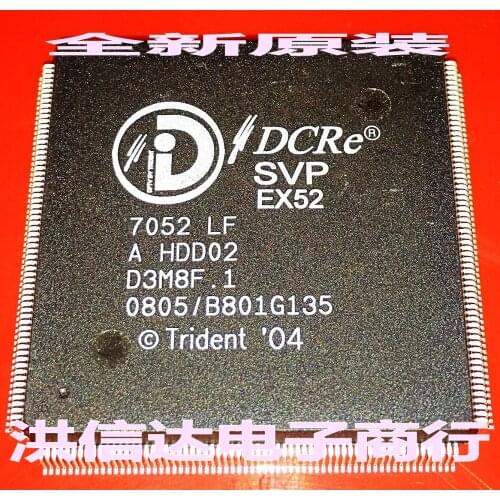 全新原装
DCRe®
SVP
EX52
7052 LF
A HDD02
D3M8F.1
0805/B801G135
© Trident '04
洪信达电子商行